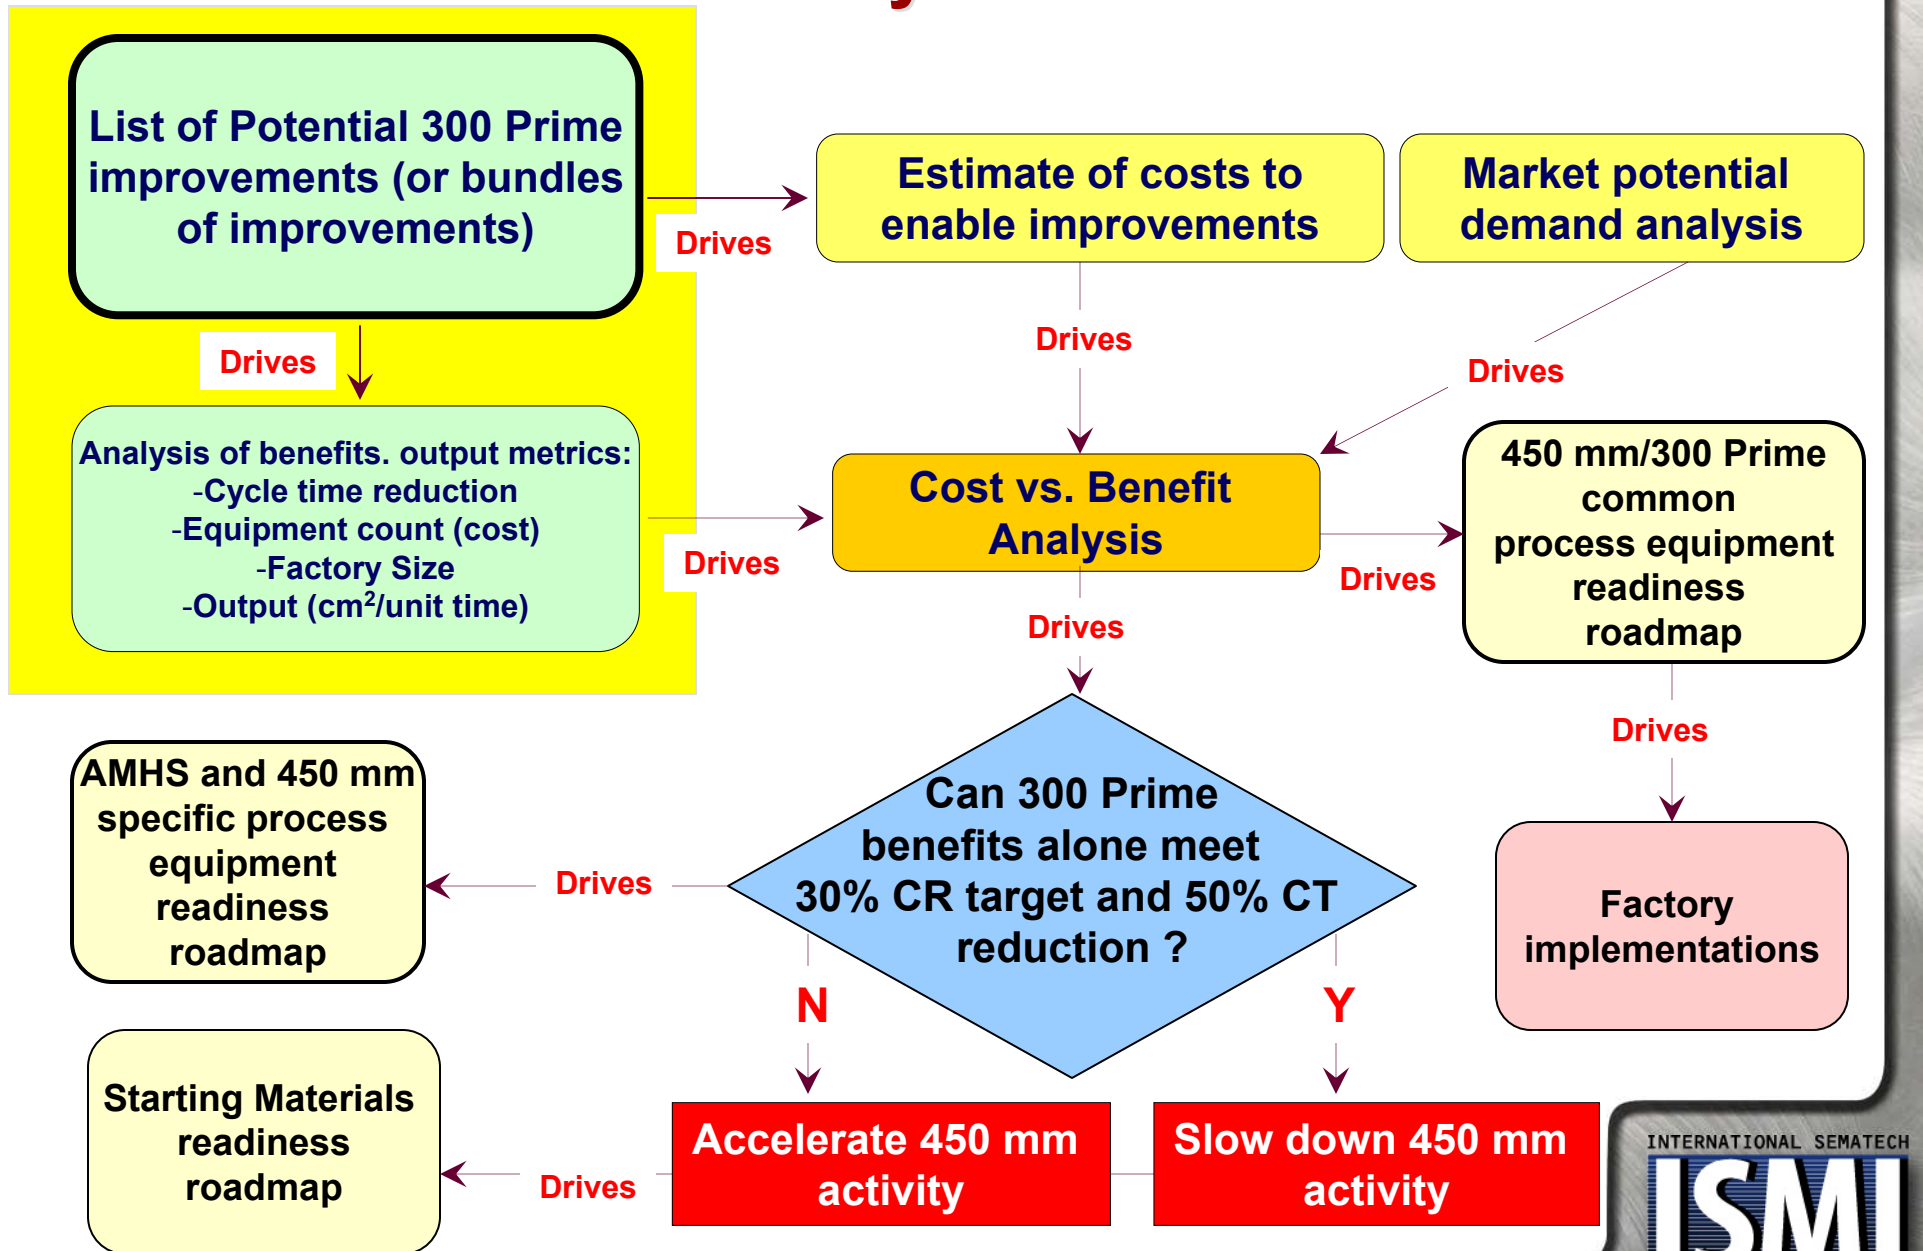 List of Potential 300 Prime
improvements (or bundles
of improvements)
Drives
Estimate of costs to
enable improvements
Market potential
demand analysis
Drives
Drives
Drives
Analysis of benefits. output metrics:
-Cycle time reduction
-Equipment count (cost)
-Factory Size
-Output (cm²/unit time)
Drives
Cost vs. Benefit
Analysis
Drives
450 mm/300 Prime
common
process equipment
readiness
roadmap
Drives
Drives
AMHS and 450 mm
specific process
equipment
readiness
roadmap
Drives
Can 300 Prime
benefits alone meet
30% CR target and 50% CT
reduction ?
Factory
implementations
N
Y
Starting Materials
readiness
roadmap
Drives
Accelerate 450 mm
activity
Slow down 450 mm
activity
INTERNATIONAL SEMATECH
ISMI